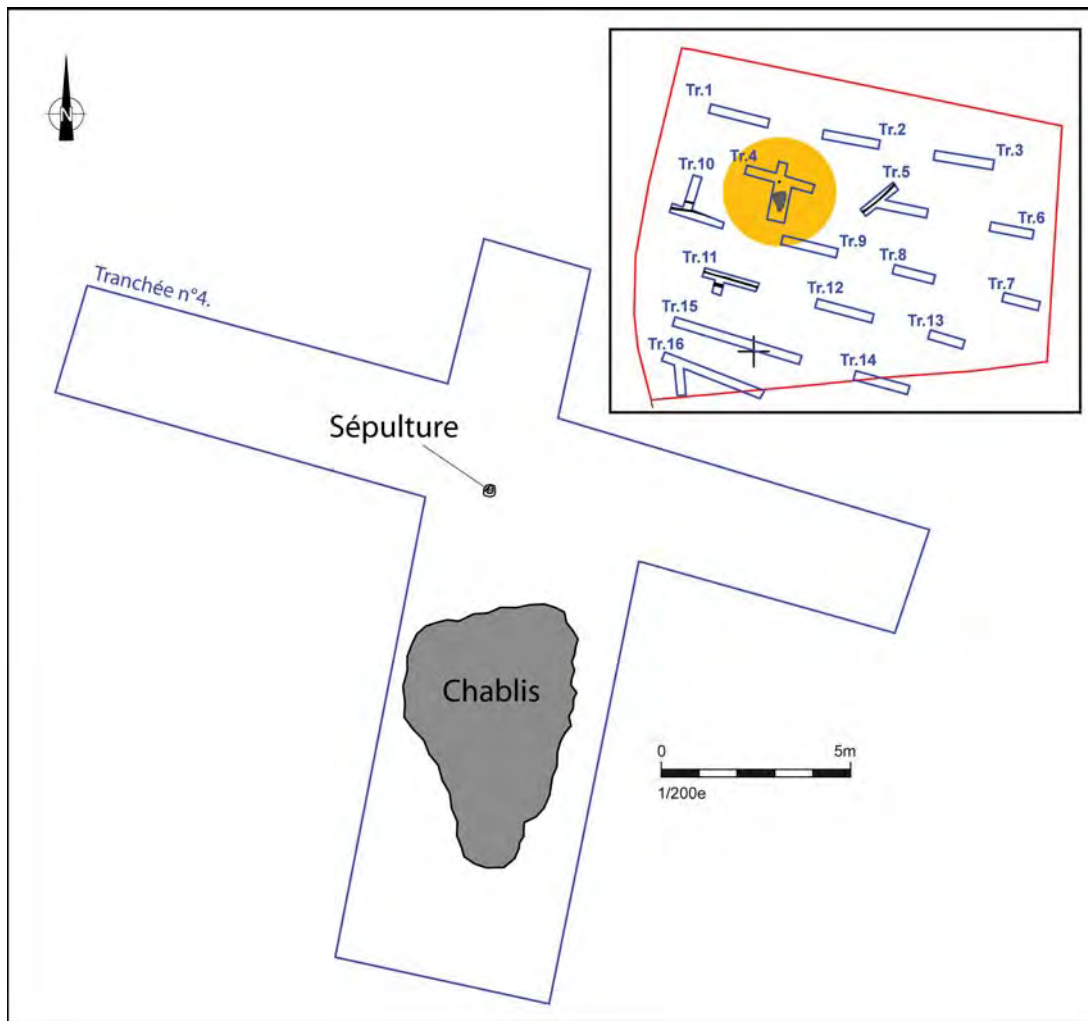 N
Tr.1
Tr.2
Tr.3
Tr.4
Tr.10
Tr.5
Tr.6
Tr.9
Tr.8
Tr.11
Tr.7
Tr.12
Tr.15
Tr.13
Tr.16
Tr.14
Tranchée n°4.
Sépulture
Chablis
0 5m
1/200e